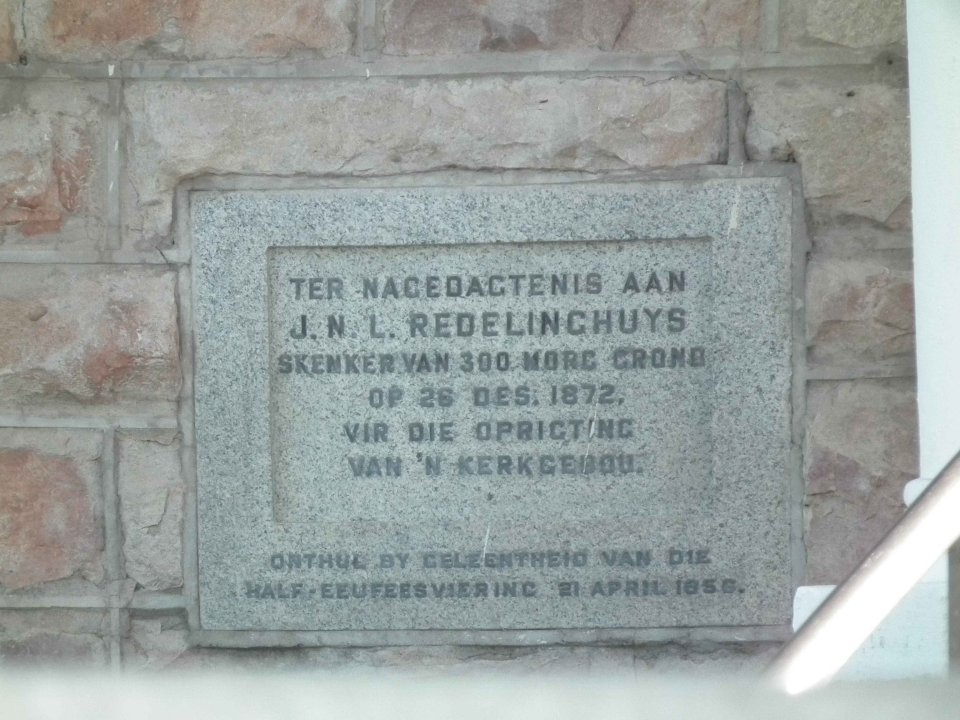 TER NAGEDAGTENIS AAN
J. N. L. REDELINGHUYS
SKENKER VAN 300 MORG GROND
OP 26 DES. 1872,
VIR DIE OPRIGTING
VAN 'N KERKGEBOU.
ONTHUL BY GELEENTHEID VAN DIE
HALF-EEUFEESVIERING 21 APRIL 1956.